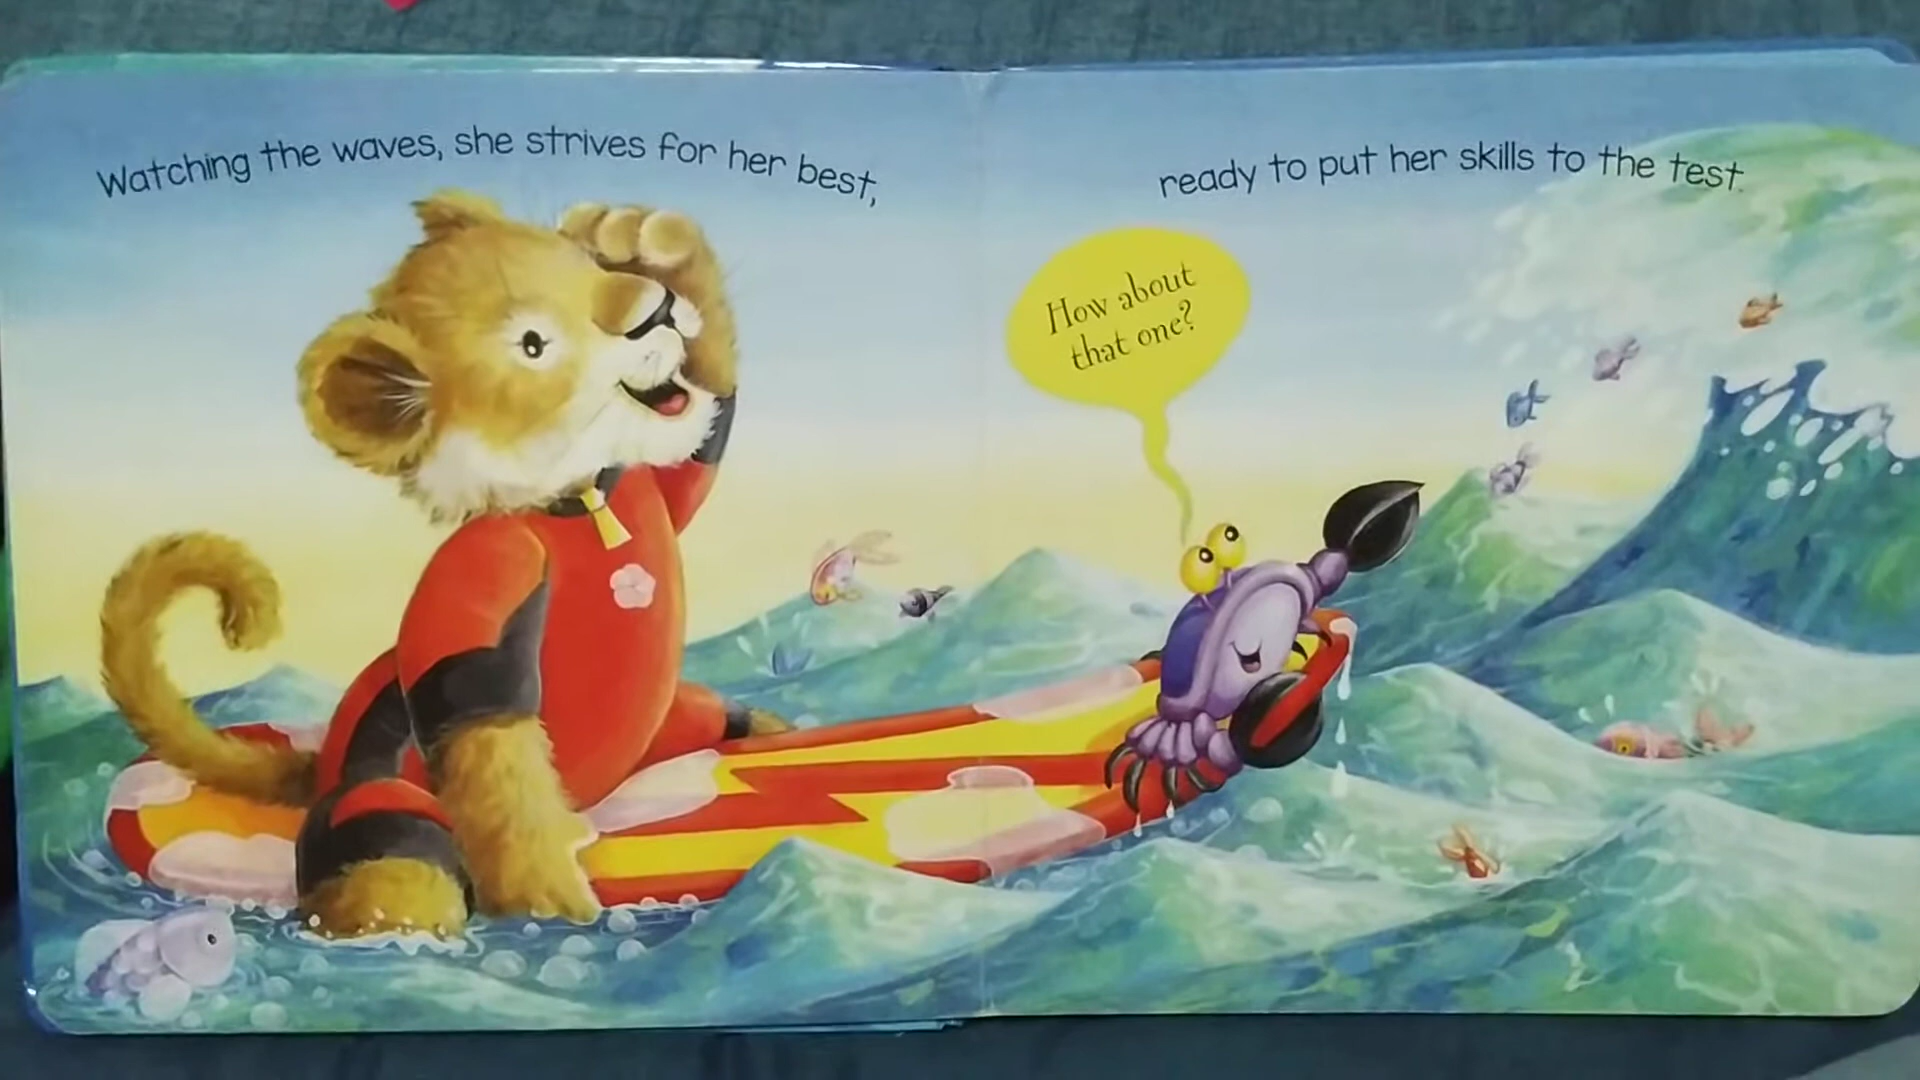 Watching the waves, she strives for her best,
ready to put her skills to the test.
How about
that one?